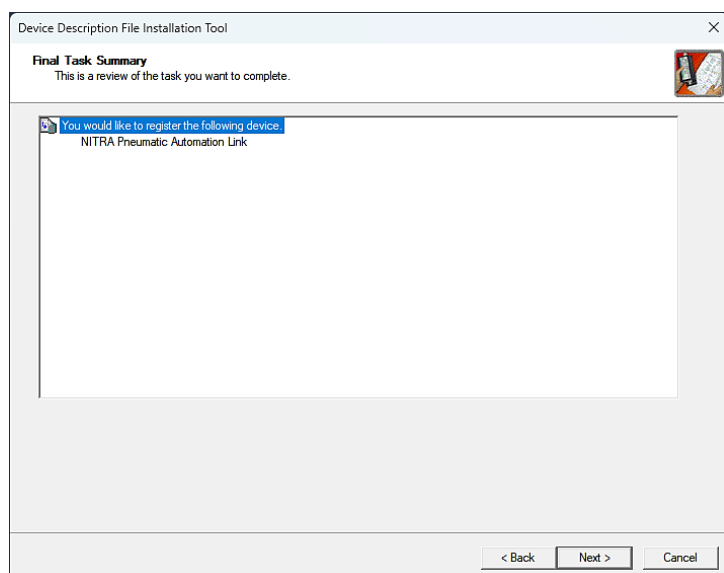 Device Description File Installation Tool
Final Task Summary
This is a review of the task you want to complete.
You would like to register the following device.
NITRA Pneumatic Automation Link
< Back
Next >
Cancel